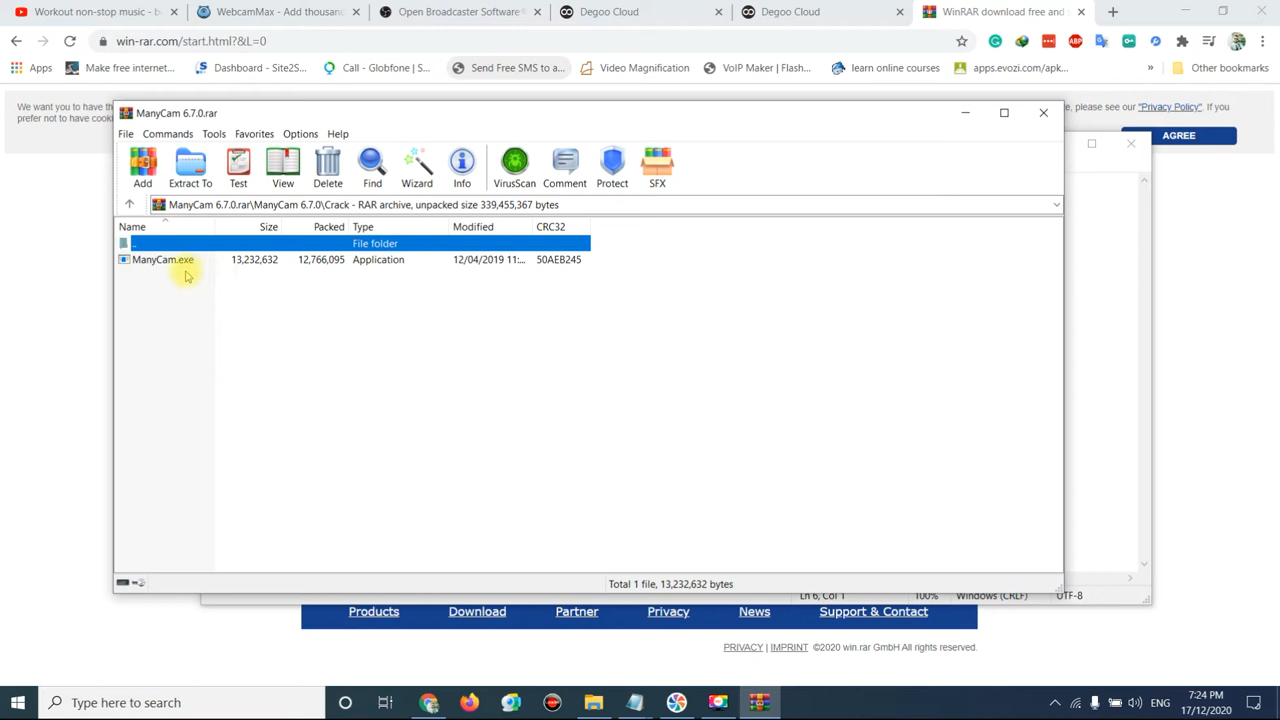 Workout non-stop music - b
WebcamMax - Add thousand
Open Broadcaster Software®
Degoo Cloud
Degoo Cloud
WinRAR download free and s
win-rar.com/start.html?&L=0
Apps
Make free internet...
Dashboard - Site2S...
Call - Globfone | S...
Send Free SMS to a...
Video Magnification
VoIP Maker | Flash...
learn online courses
apps.evozi.com/apk...
»
Other bookmarks
We want you to have th
e, please see our "Privacy Policy". If you
prefer not to have cook
AGREE
ManyCam 6.7.0.rar
File Commands Tools Favorites Options Help
Add Extract To Test View Delete Find Wizard Info VirusScan Comment Protect SFX
ManyCam 6.7.0.rar\ManyCam 6.7.0\Crack - RAR archive, unpacked size 339,455,367 bytes
Name Size Packed Type Modified CRC32
.. File folder
ManyCam.exe 13,232,632 12,766,095 Application 12/04/2019 11:... 50AEB245
Total 1 file, 13,232,632 bytes
Ln 6, Col 1 100% Windows (CRLF) UTF-8
Products Download Partner Privacy News Support & Contact
PRIVACY | IMPRINT ©2020 win.rar GmbH All rights reserved.
Type here to search
ENG
7:24 PM
17/12/2020